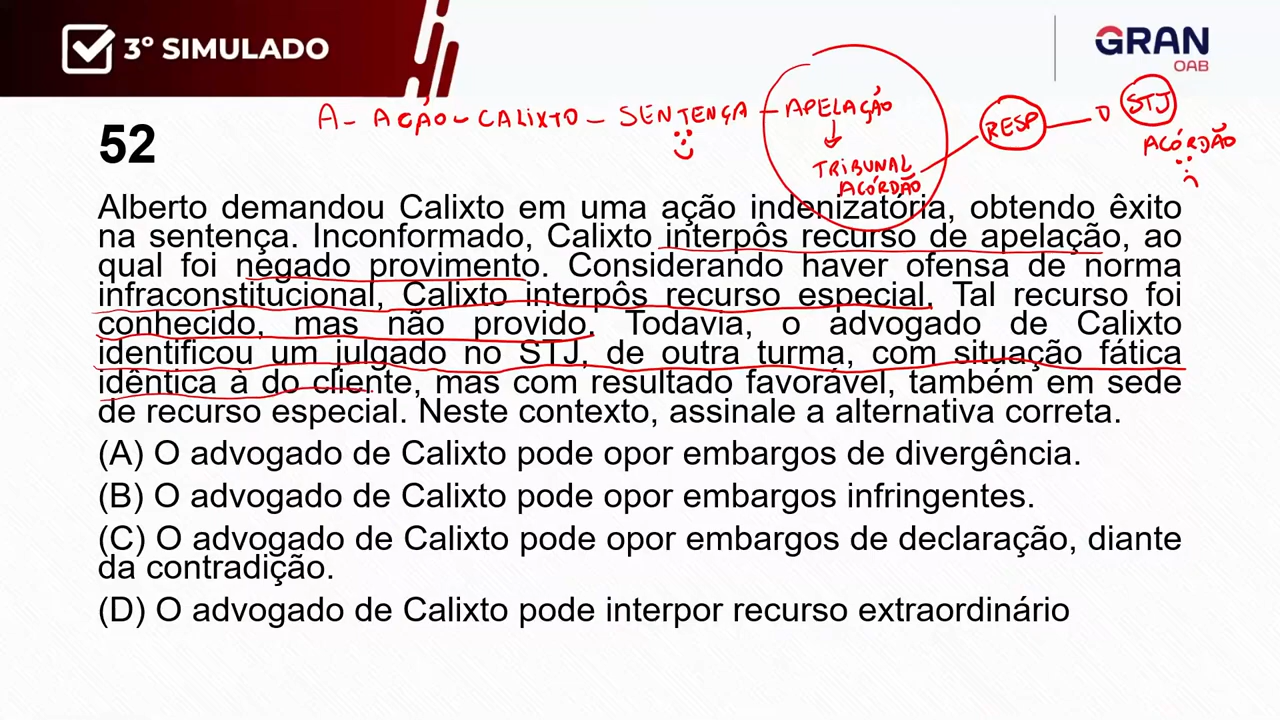 3º SIMULADO
GRAN
OAB
A - AÇÃO - CALIXTO - SENTENÇA - APELAÇÃO
RESP
STJ
ACÓRDÃO
TRIBUNAL
ACÓRDÃO
52
Alberto demandou Calixto em uma ação indenizatória, obtendo êxito
na sentença. Inconformado, Calixto interpôs recurso de apelação, ao
qual foi negado provimento. Considerando haver ofensa de norma
infraconstitucional, Calixto interpôs recurso especial. Tal recurso foi
conhecido, mas não provido. Todavia, o advogado de Calixto
identificou um julgado no STJ, de outra turma, com situação fática
idêntica à do cliente, mas com resultado favorável, também em sede
de recurso especial. Neste contexto, assinale a alternativa correta.
(A) O advogado de Calixto pode opor embargos de divergência.
(B) O advogado de Calixto pode opor embargos infringentes.
(C) O advogado de Calixto pode opor embargos de declaração, diante
da contradição.
(D) O advogado de Calixto pode interpor recurso extraordinário